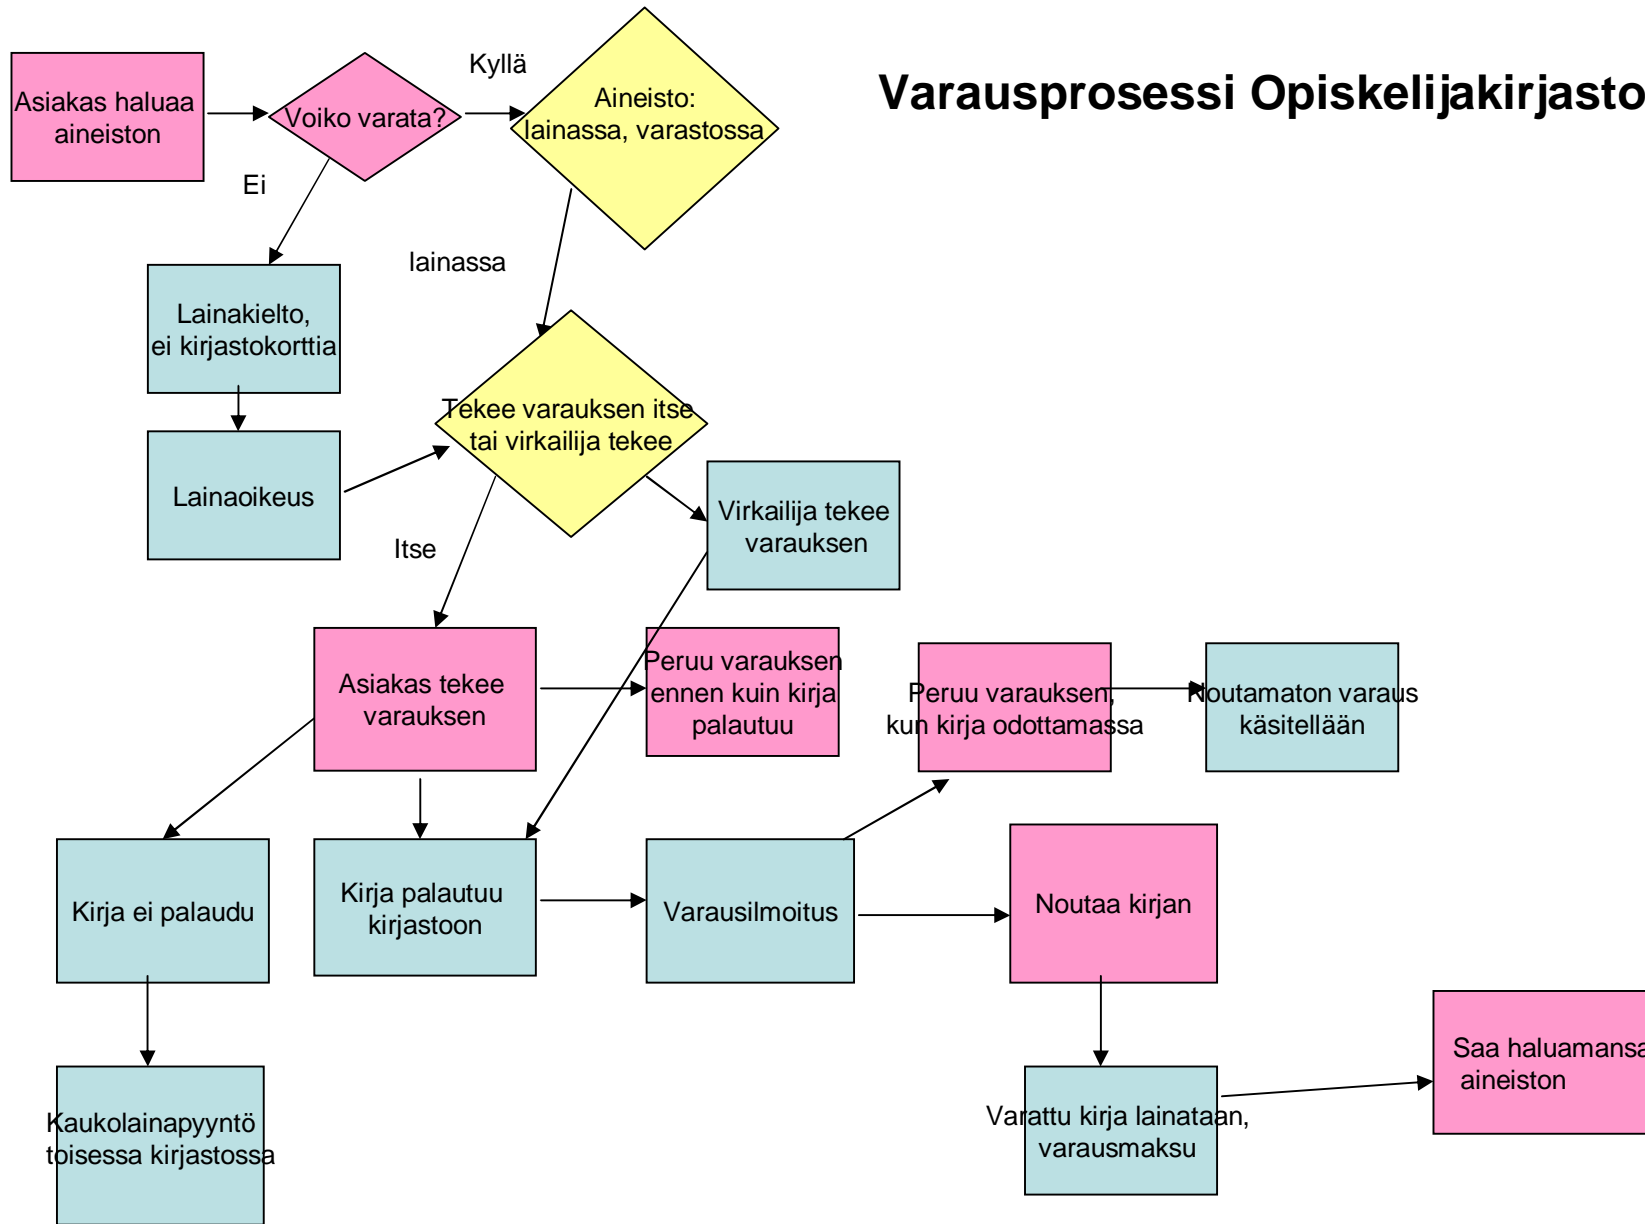 Varausprosessi Opiskelijakirjasto
Asiakas haluaa
aineiston
Voiko varata?
Kyllä
Aineisto:
lainassa, varastossa
Ei
lainassa
Lainakielto,
ei kirjastokorttia
Lainaoikeus
Tekee varauksen itse
tai virkailija tekee
Virkailija tekee
varauksen
Itse
Asiakas tekee
varauksen
Peruu varauksen
ennen kuin kirja
palautuu
Peruu varauksen,
kun kirja odottamassa
Noutamaton varaus
käsitellään
Kirja ei palaudu
Kirja palautuu
kirjastoon
Varausilmoitus
Noutaa kirjan
Kaukolainapyyntö
toisessa kirjastossa
Varattu kirja lainataan,
varausmaksu
Saa haluamansa
aineiston